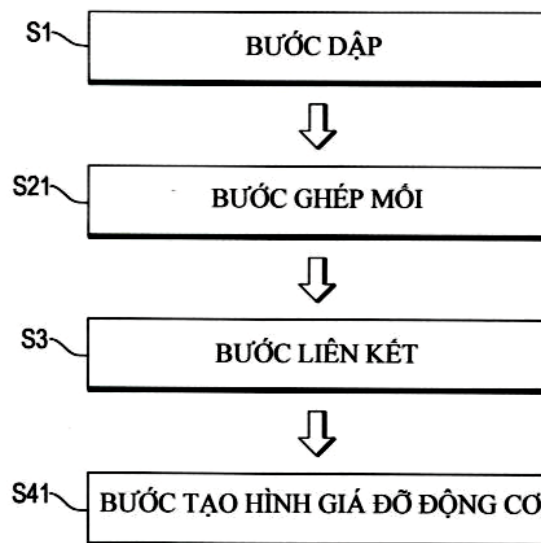 S1 BƯỚC DẬP
S21 BƯỚC GHÉP MỐI
S3 BƯỚC LIÊN KẾT
S41 BƯỚC TẠO HÌNH GIÁ ĐỠ ĐỘNG CƠ